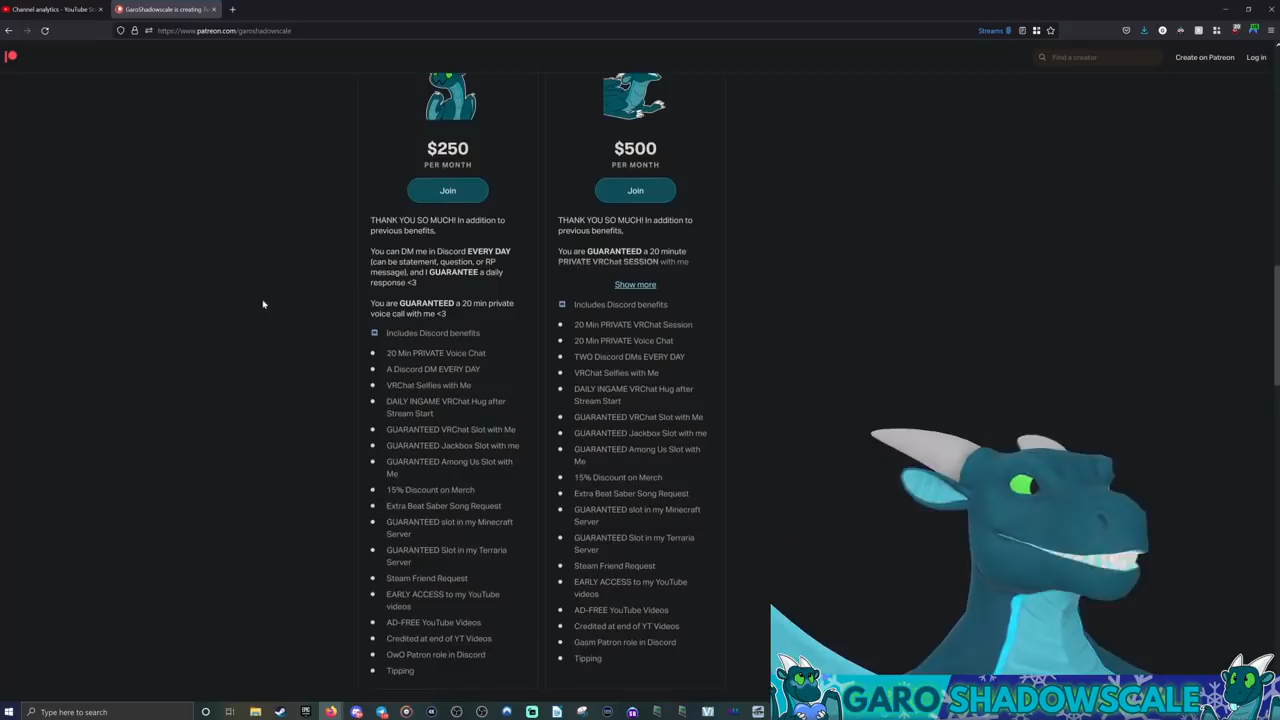 Channel analytics - YouTube St
GaroShadowscale is creating
https://www.patreon.com/garoshadowscale
Streams
Find a creator
Create on Patreon
Log in
$250
PER MONTH
Join
THANK YOU SO MUCH! In addition to
previous benefits,
You can DM me in Discord EVERY DAY
(can be statement, question, or RP
message), and I GUARANTEE a daily
response <3
You are GUARANTEED a 20 min private
voice call with me <3
Includes Discord benefits
20 Min PRIVATE Voice Chat
A Discord DM EVERY DAY
VRChat Selfies with Me
DAILY INGAME VRChat Hug after
Stream Start
GUARANTEED VRChat Slot with Me
GUARANTEED Jackbox Slot with me
GUARANTEED Among Us Slot with
Me
15% Discount on Merch
Extra Beat Saber Song Request
GUARANTEED slot in my Minecraft
Server
GUARANTEED Slot in my Terraria
Server
Steam Friend Request
EARLY ACCESS to my YouTube
videos
AD-FREE YouTube Videos
Credited at end of YT Videos
OwO Patron role in Discord
Tipping
$500
PER MONTH
Join
THANK YOU SO MUCH! In addition to
previous benefits,
You are GUARANTEED a 20 minute
PRIVATE VRChat SESSION with me
Show more
Includes Discord benefits
20 Min PRIVATE VRChat Session
20 Min PRIVATE Voice Chat
TWO Discord DMs EVERY DAY
VRChat Selfies with Me
DAILY INGAME VRChat Hug after
Stream Start
GUARANTEED VRChat Slot with Me
GUARANTEED Jackbox Slot with me
GUARANTEED Among Us Slot with
Me
15% Discount on Merch
Extra Beat Saber Song Request
GUARANTEED slot in my Minecraft
Server
GUARANTEED Slot in my Terraria
Server
Steam Friend Request
EARLY ACCESS to my YouTube
videos
AD-FREE YouTube Videos
Credited at end of YT Videos
Gasm Patron role in Discord
Tipping
GARO SHADOWSCALE
Type here to search